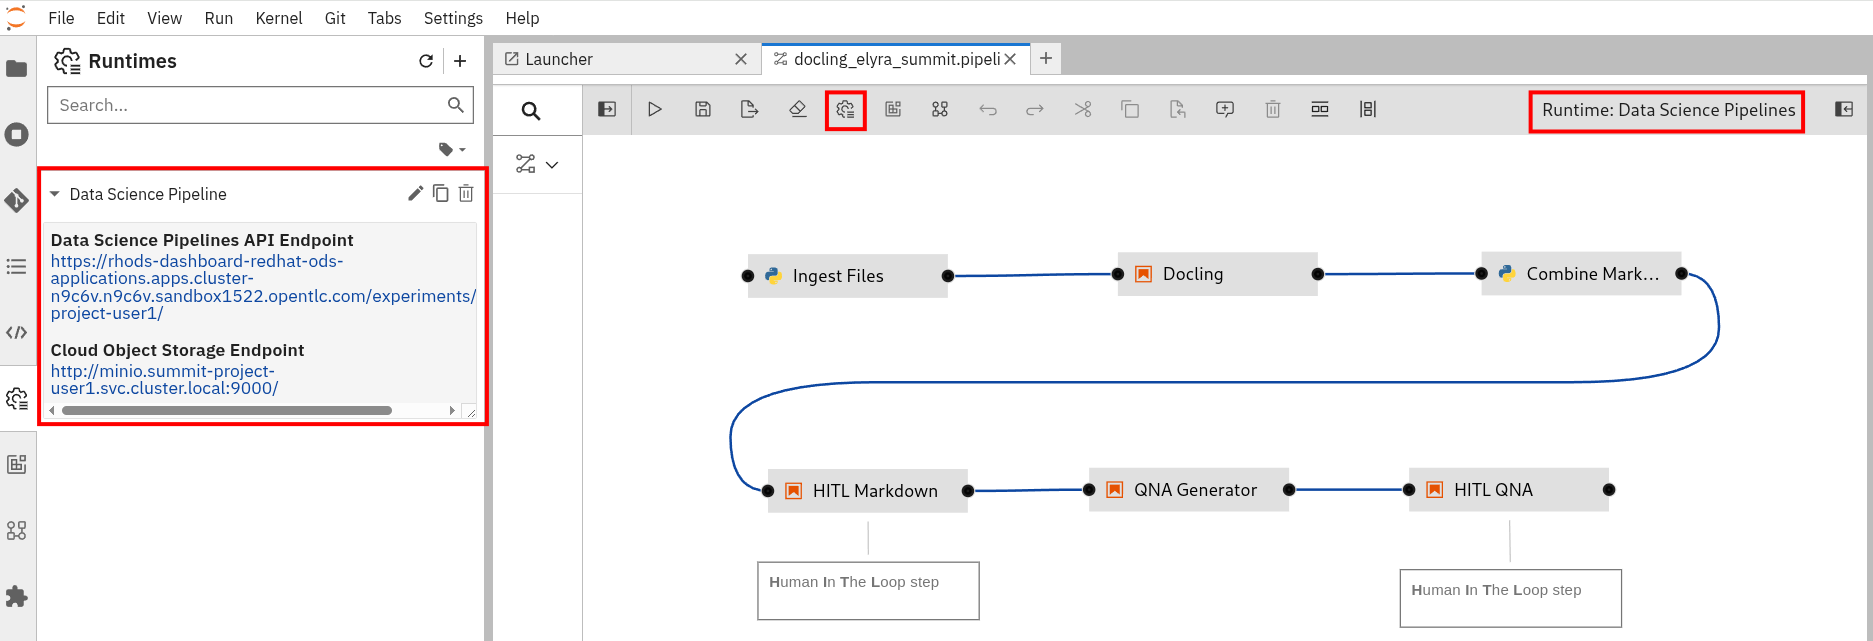 File Edit View Run Kernel Git Tabs Settings Help
Runtimes
Search...
Data Science Pipeline
Data Science Pipelines API Endpoint
https://rhods-dashboard-redhat-ods-
applications.apps.cluster-
n9c6v.n9c6v.sandbox1522.opentlc.com/experiments/
project-user1/
Cloud Object Storage Endpoint
http://minio.summit-project-
user1.svc.cluster.local:9000/
Launcher
docling_elyra_summit.pipeli
Runtime: Data Science Pipelines
Ingest Files
Docling
Combine Mark...
HITL Markdown
QNA Generator
HITL QNA
Human In The Loop step
Human In The Loop step